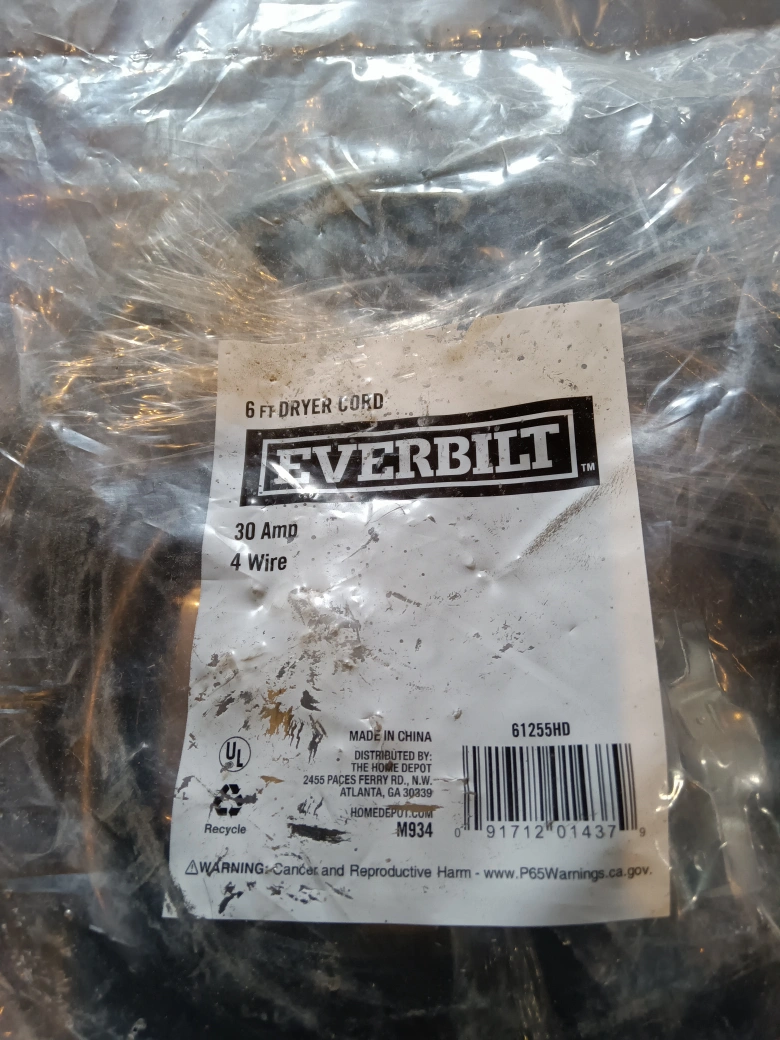 6 FT DRYER CORD
EVERBILT™
30 Amp
4 Wire
MADE IN CHINA
DISTRIBUTED BY:
THE HOME DEPOT
2455 PACES FERRY RD., N.W.
ATLANTA, GA 30339
HOMEDEPOT.COM
M934
UL
Recycle
61255HD
0 91712 01437 9
⚠WARNING: Cancer and Reproductive Harm - www.P65Warnings.ca.gov.